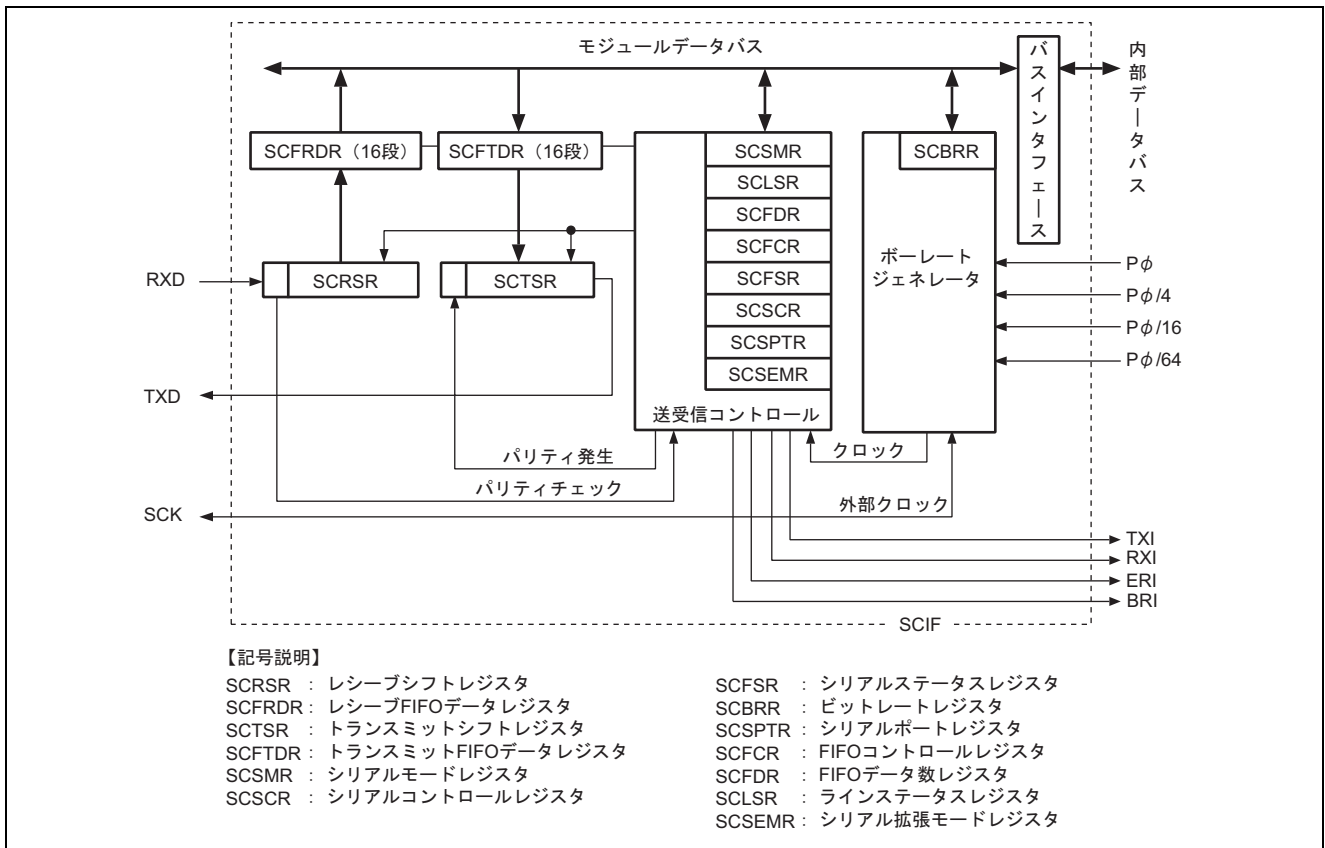 モジュールデータバス
バスインタフェース
内部データバス
SCFRDR（16段）
SCFTDR（16段）
SCSMR
SCBRR
SCLSR
SCFDR
SCFCR
SCFSR
SCSCR
SCSPTR
SCSEMR
送受信コントロール
ボーレート
ジェネレータ
RXD
SCRSR
SCTSR
Pφ
Pφ/4
Pφ/16
Pφ/64
TXD
パリティ発生
クロック
パリティチェック
SCK
外部クロック
TXI
RXI
ERI
BRI
SCIF
【記号説明】
SCRSR : レシーブシフトレジスタ
SCFRDR : レシーブFIFOデータレジスタ
SCTSR : トランスミットシフトレジスタ
SCFTDR : トランスミットFIFOデータレジスタ
SCSMR : シリアルモードレジスタ
SCSCR : シリアルコントロールレジスタ
SCFSR : シリアルステータスレジスタ
SCBRR : ビットレートレジスタ
SCSPTR : シリアルポートレジスタ
SCFCR : FIFOコントロールレジスタ
SCFDR : FIFOデータ数レジスタ
SCLSR : ラインステータスレジスタ
SCSEMR : シリアル拡張モードレジスタ